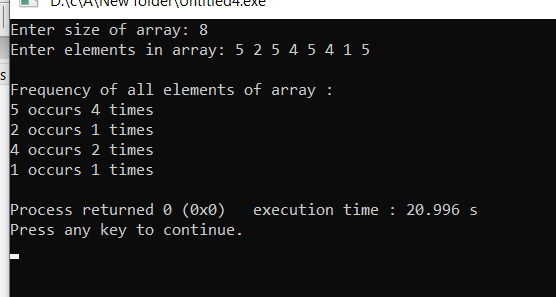 D:\c\A\New folder\Untitled4.exe
Enter size of array: 8
Enter elements in array: 5 2 5 4 5 4 1 5
Frequency of all elements of array :
5 occurs 4 times
2 occurs 1 times
4 occurs 2 times
1 occurs 1 times
Process returned 0 (0x0)   execution time : 20.996 s
Press any key to continue.